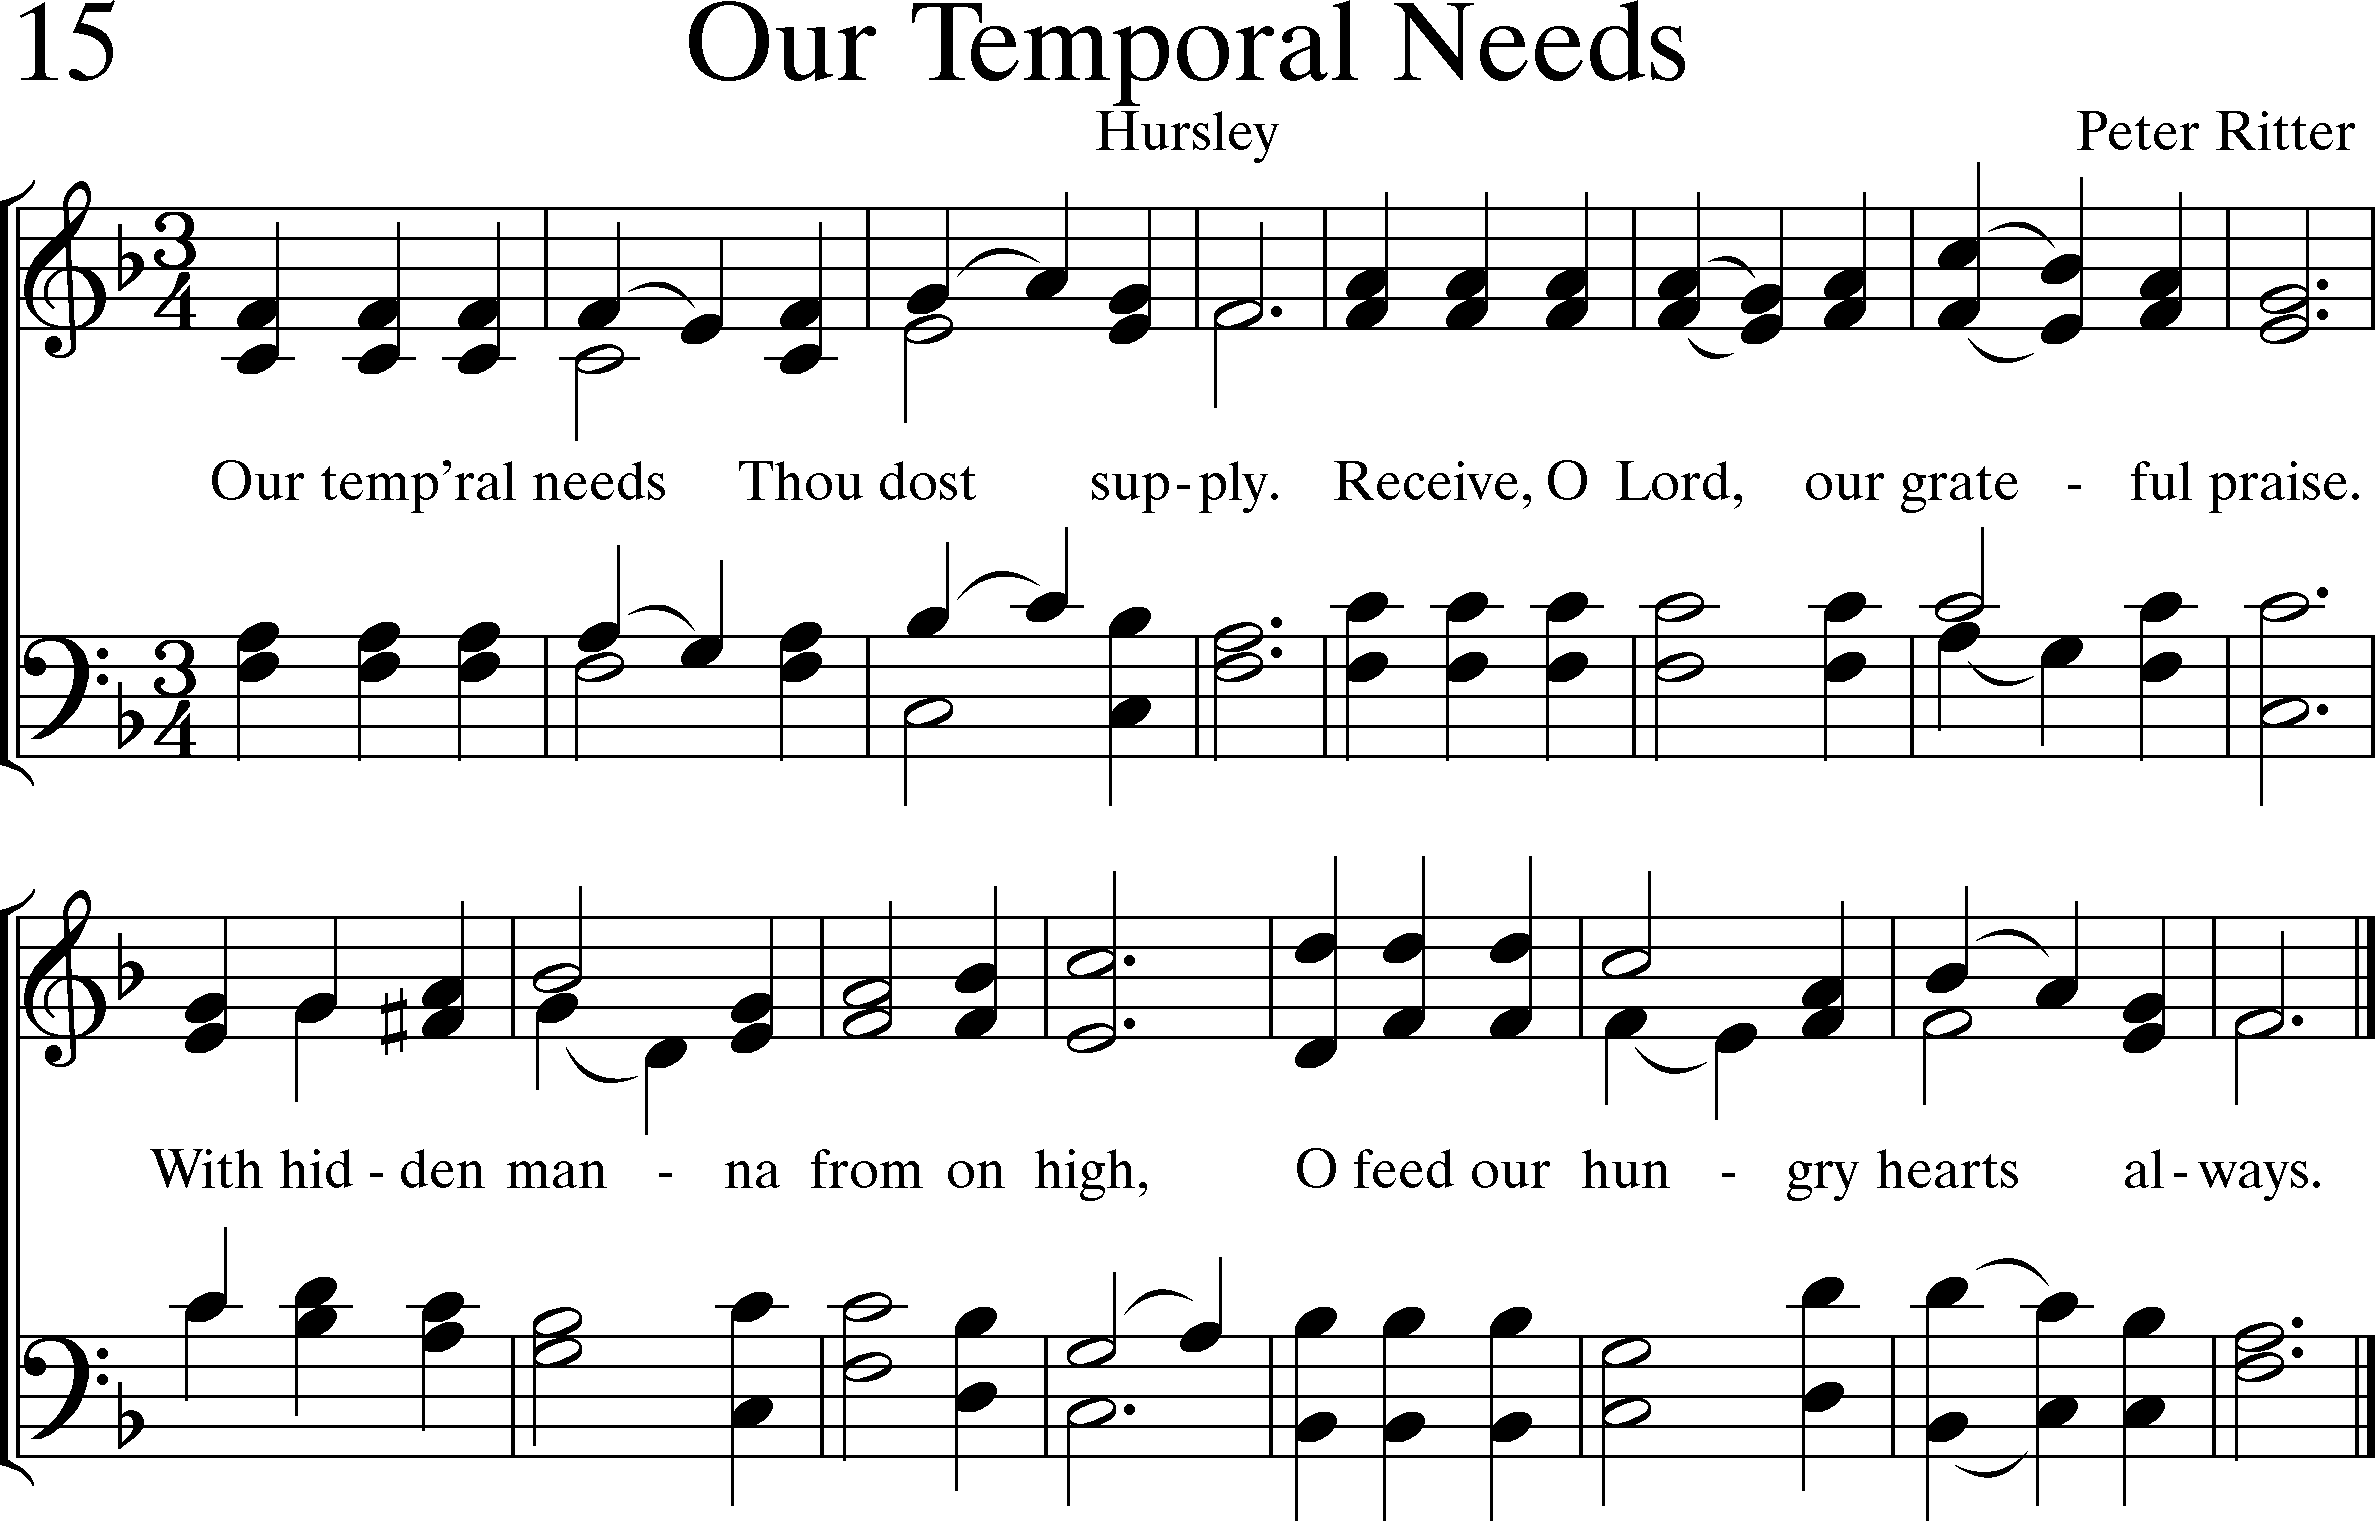 15 Our Temporal Needs
Hursley Peter Ritter
3 4
Our temp’ral needs Thou dost sup-ply. Receive, O Lord, our grate - ful praise.
3 4
With hid - den man - na from on high, O feed our hun - gry hearts al-ways.